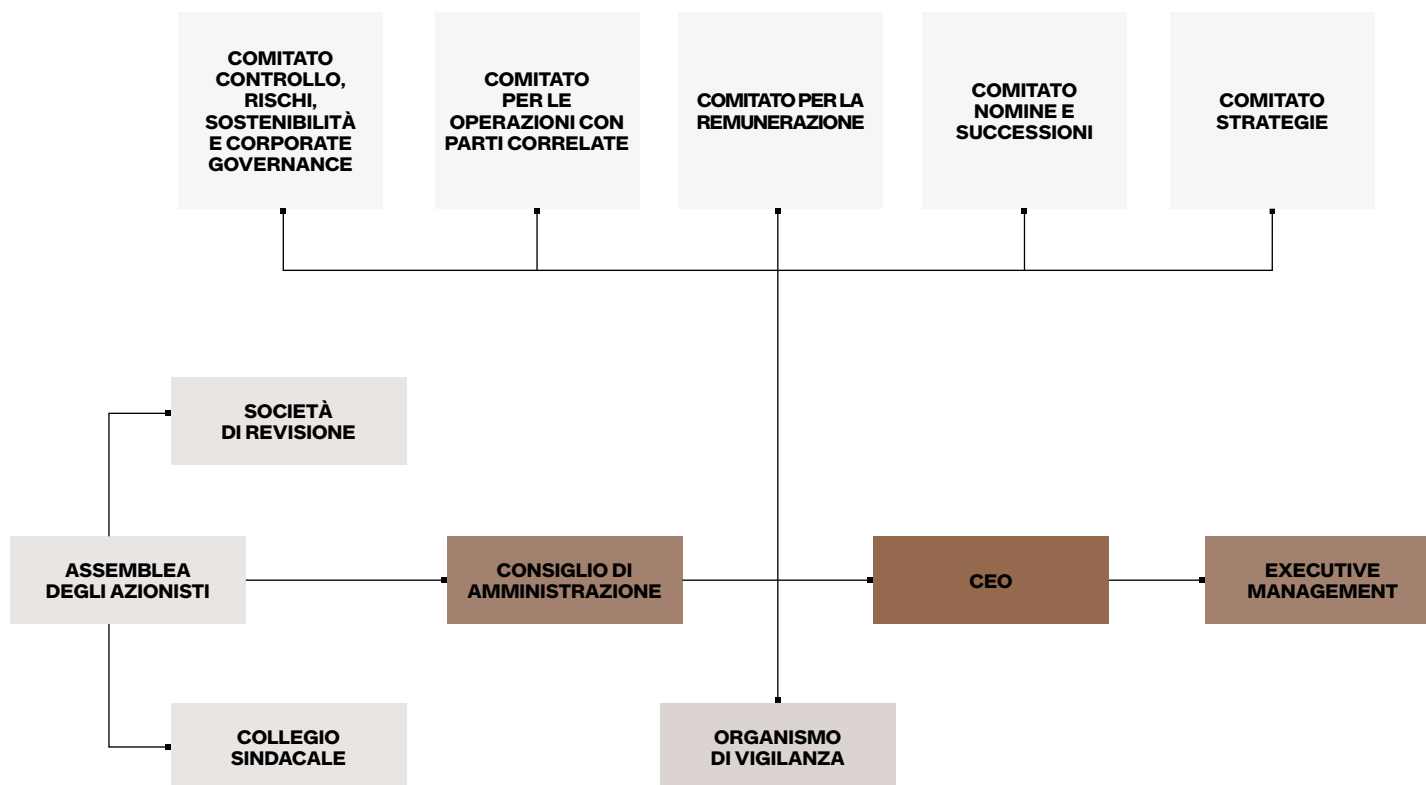 COMITATO
CONTROLLO,
RISCHI,
SOSTENIBILITÀ
E CORPORATE
GOVERNANCE
COMITATO
PER LE
OPERAZIONI CON
PARTI CORRELATE
COMITATO PER LA
REMUNERAZIONE
COMITATO
NOMINE E
SUCCESSIONI
COMITATO
STRATEGIE
SOCIETÀ
DI REVISIONE
ASSEMBLEA
DEGLI AZIONISTI
CONSIGLIO DI
AMMINISTRAZIONE
CEO
EXECUTIVE
MANAGEMENT
COLLEGIO
SINDACALE
ORGANISMO
DI VIGILANZA